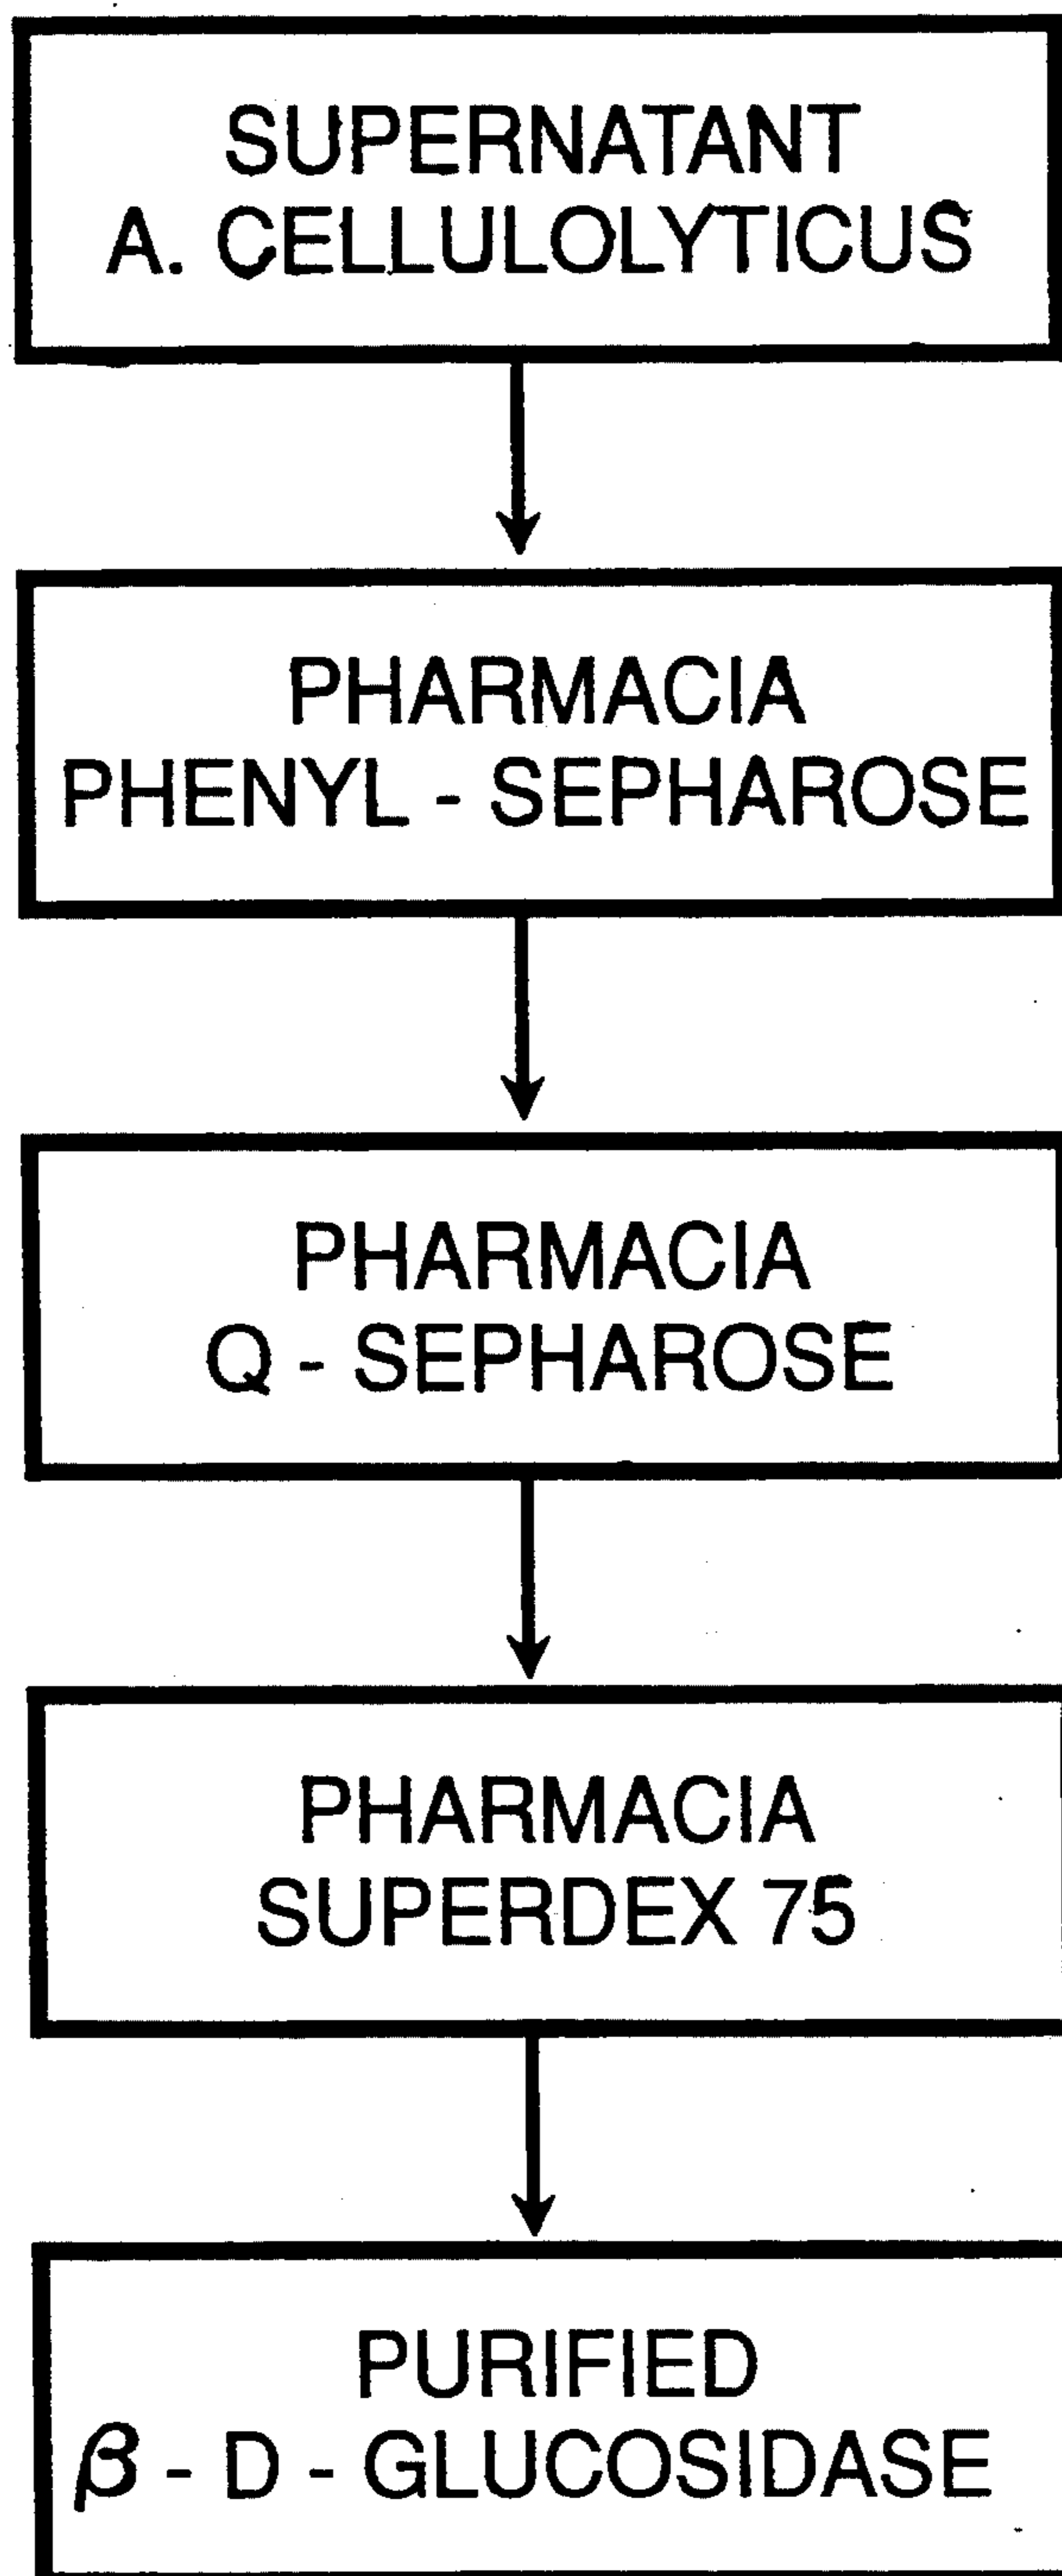 SUPERNATANT
A. CELLULOLYTICUS
PHARMACIA
PHENYL - SEPHAROSE
PHARMACIA
Q - SEPHAROSE
PHARMACIA
SUPERDEX 75
PURIFIED
β - D - GLUCOSIDASE